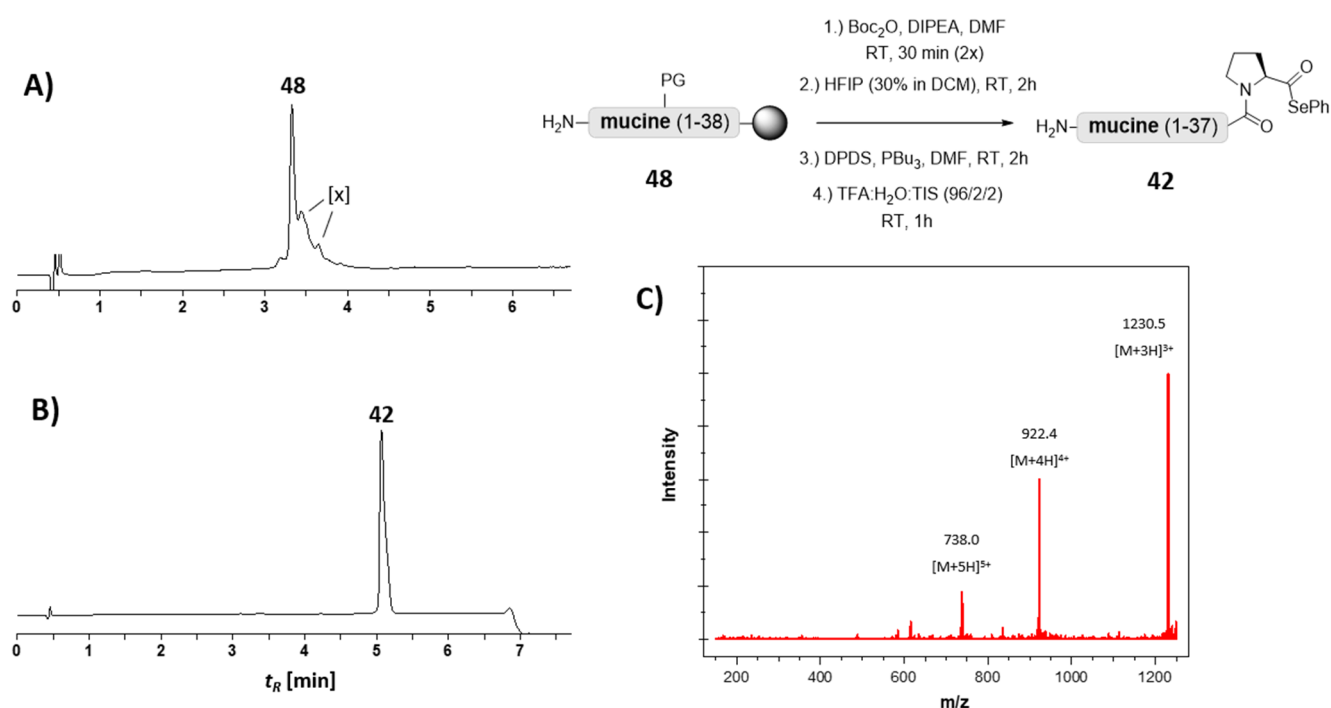 A)
48
[x]
0 1 2 3 4 5 6
1.) Boc₂O, DIPEA, DMF
RT, 30 min (2x)
2.) HFIP (30% in DCM), RT, 2h
3.) DPDS, PBu₃, DMF, RT, 2h
4.) TFA:H₂O:TIS (96/2/2)
RT, 1h
PG
H₂N mucine (1-38)
48
N
O
O
SePh
H₂N mucine (1-37)
42
B)
42
0 1 2 3 4 5 6 7
tR [min]
C)
1230.5
[M+3H]³⁺
922.4
[M+4H]⁴⁺
738.0
[M+5H]⁵⁺
Intensity
200 400 600 800 1000 1200
m/z